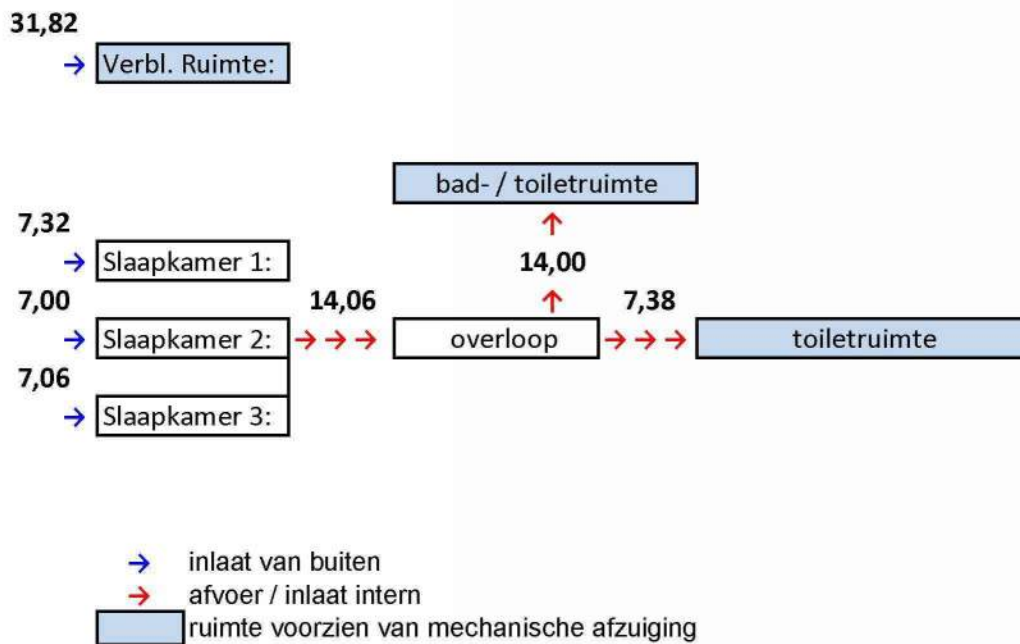 31,82
→ Verbl. Ruimte:
bad- / toiletruimte
7,32
→ Slaapkamer 1:
14,00
7,00
14,06
7,38
→ Slaapkamer 2:
overloop
toiletruimte
7,06
→ Slaapkamer 3:
→ inlaat van buiten
→ afvoer / inlaat intern
ruimte voorzien van mechanische afzuiging